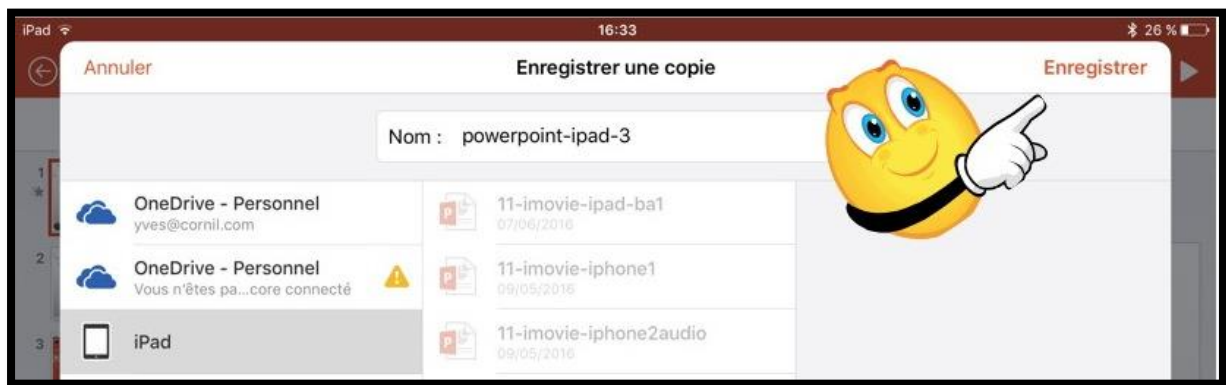 iPad 16:33 26 %
Annuler Enregistrer une copie Enregistrer
Nom : powerpoint-ipad-3
1
OneDrive - Personnel
yves@cornil.com
11-imovie-ipad-ba1
07/06/2016
2
OneDrive - Personnel
Vous n'êtes pa...core connecté
11-imovie-iphone1
09/05/2016
3
iPad
11-imovie-iphone2audio
09/05/2016